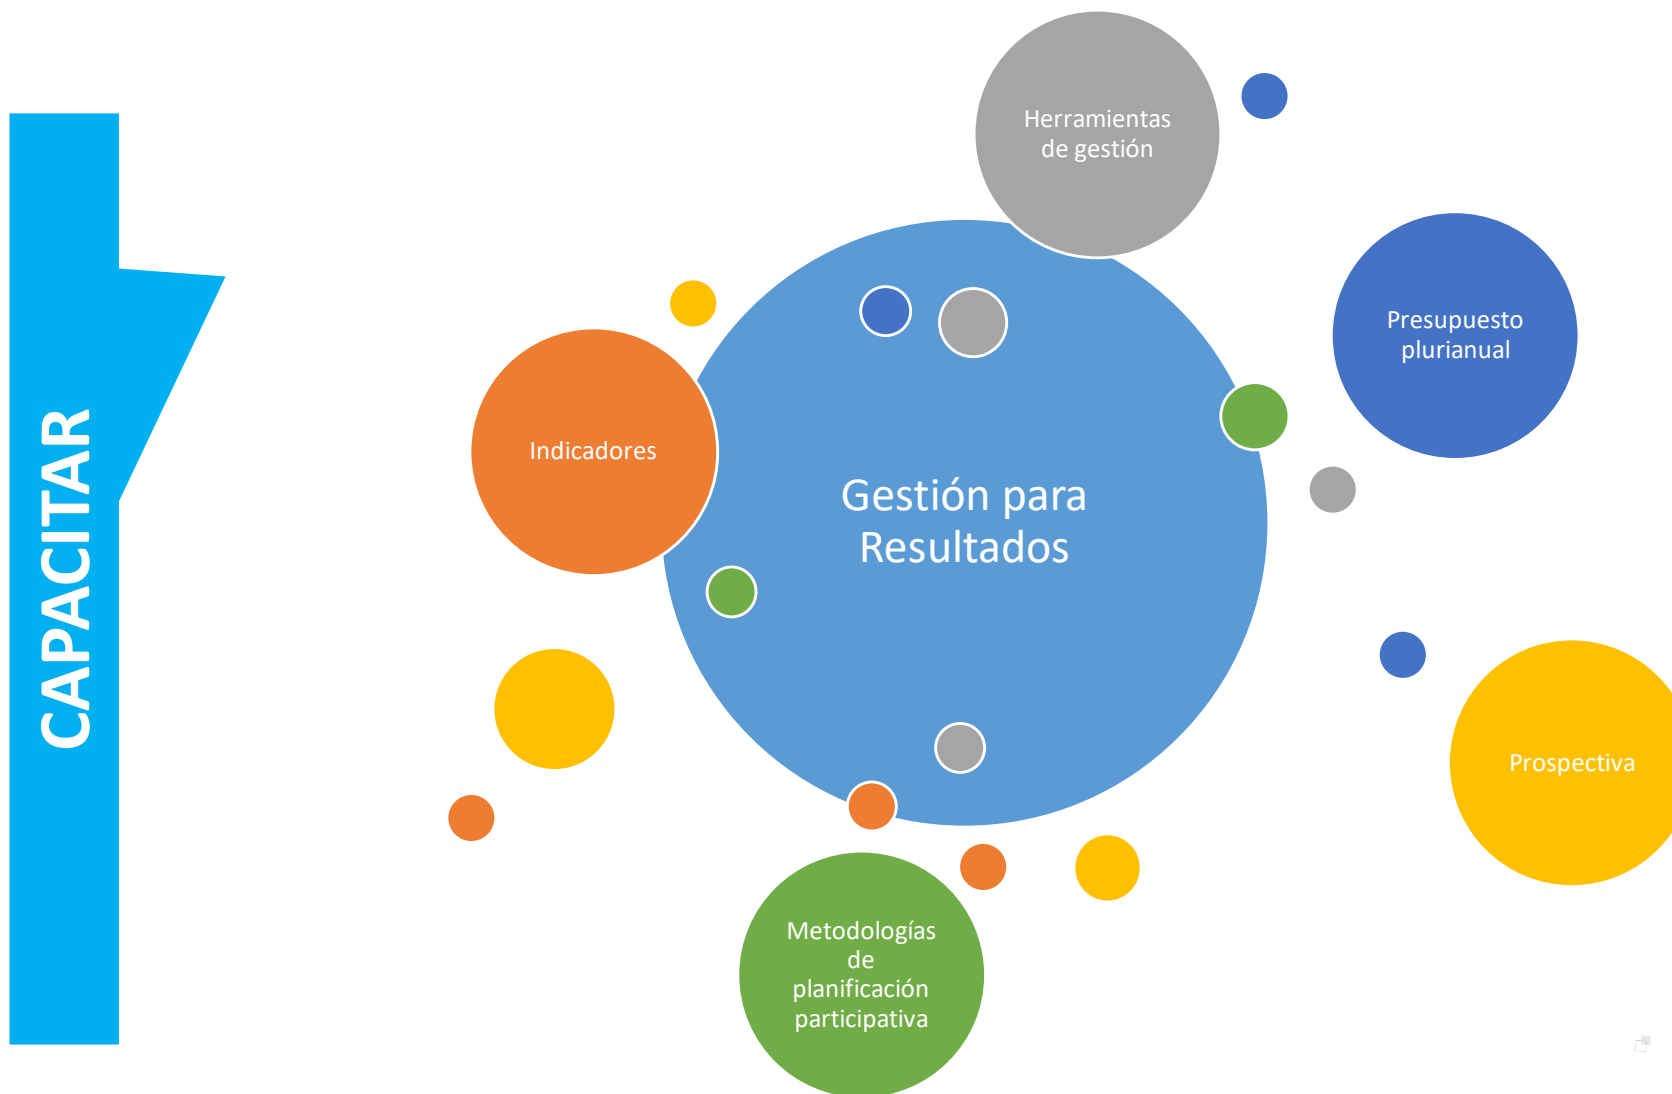 CAPACITAR
Herramientas
de gestión
Presupuesto
plurianual
Indicadores
Gestión para
Resultados
Prospectiva
Metodologías
de
planificación
participativa